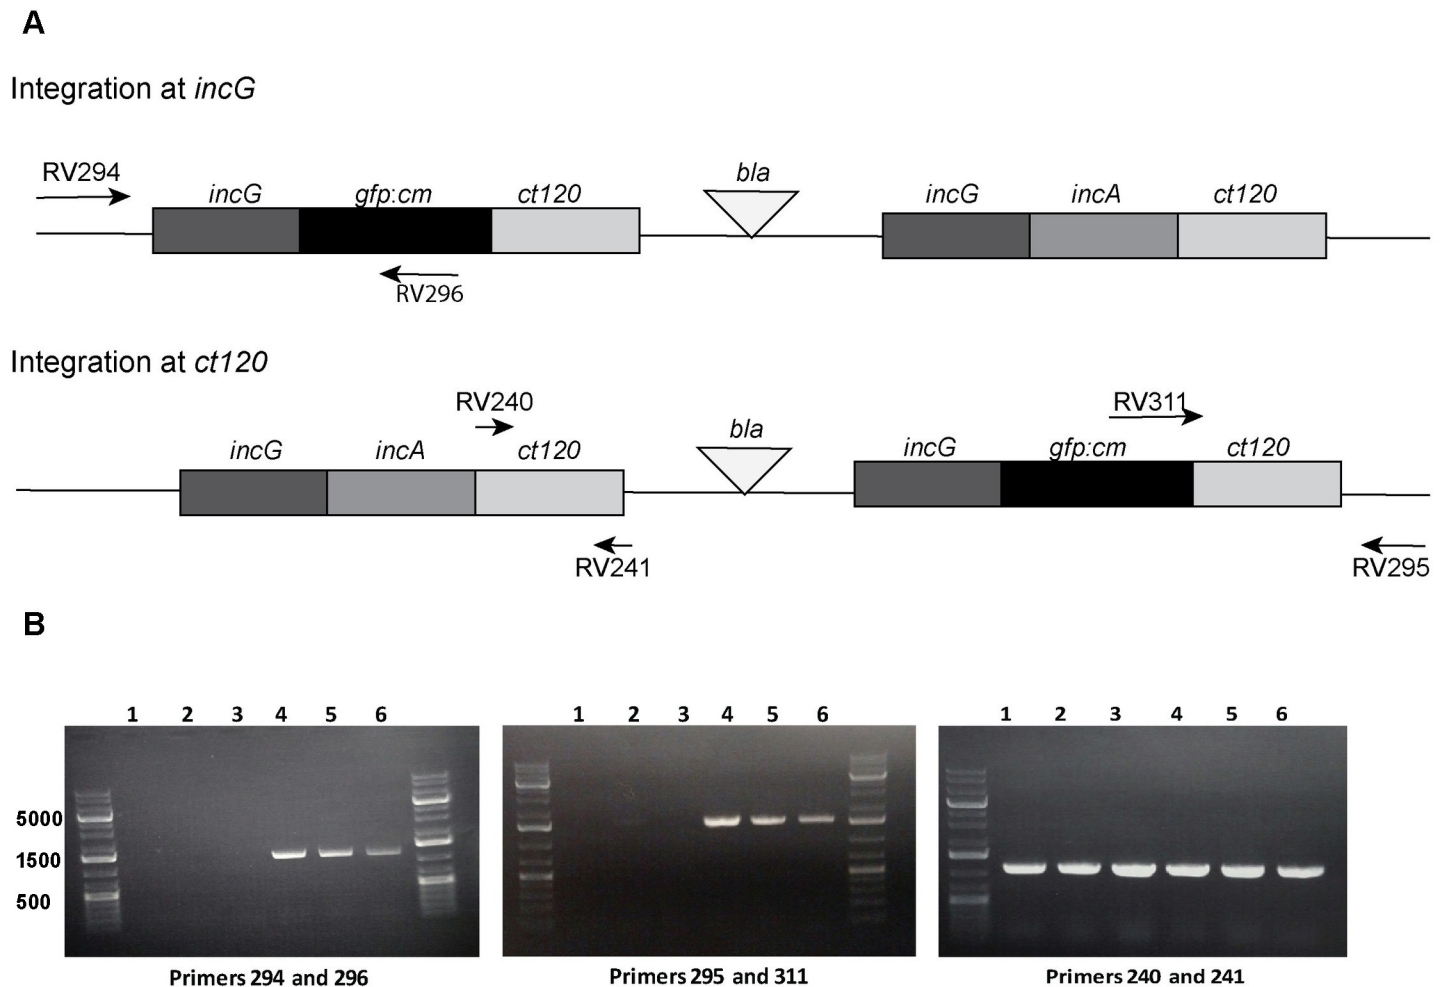 A
Integration at incG
RV294
incG gfp:cm ct120 bla incG incA ct120
RV296
Integration at ct120
RV240 RV311
incG incA ct120 bla incG gfp:cm ct120
RV241 RV295
B
1 2 3 4 5 6 1 2 3 4 5 6 1 2 3 4 5 6
5000
1500
500
Primers 294 and 296 Primers 295 and 311 Primers 240 and 241